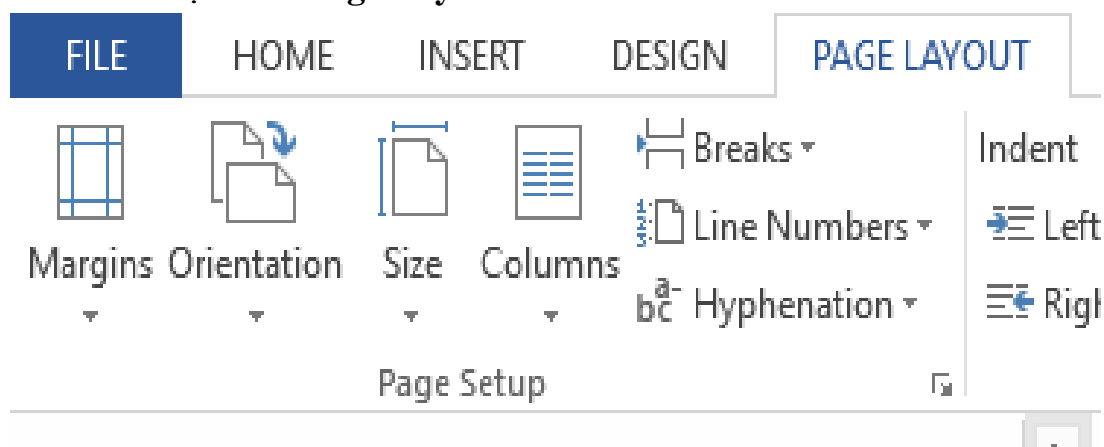 FILE HOME INSERT DESIGN PAGE LAYOUT
Breaks Indent
Line Numbers Left
Margins Orientation Size Columns
Hyphenation
Page Setup